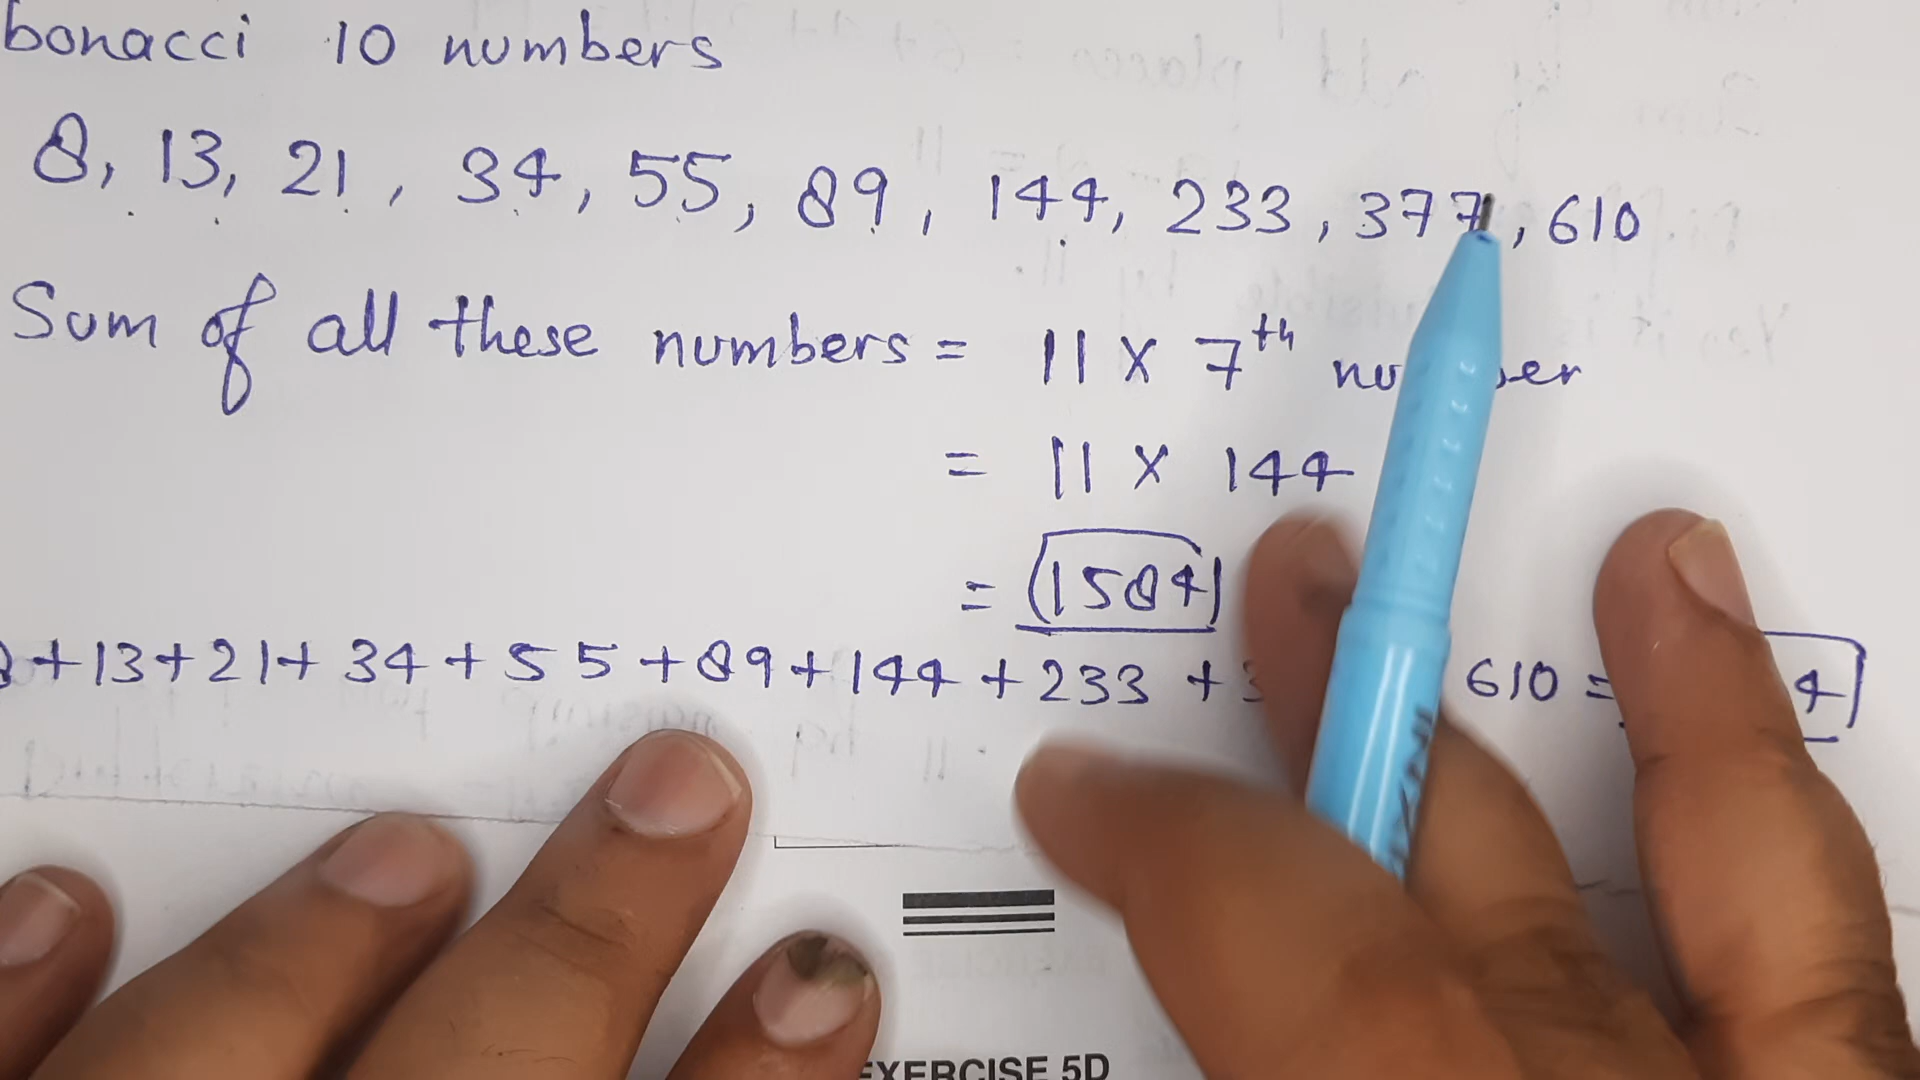 bonacci 10 numbers
8, 13, 21, 34, 55, 89, 144, 233, 377, 610
Sum of all these numbers = 11 x 7th
= 11 x 144
= 1584
+13+21+34+55+89+144+233+ 610 =
EXERCISE 5D